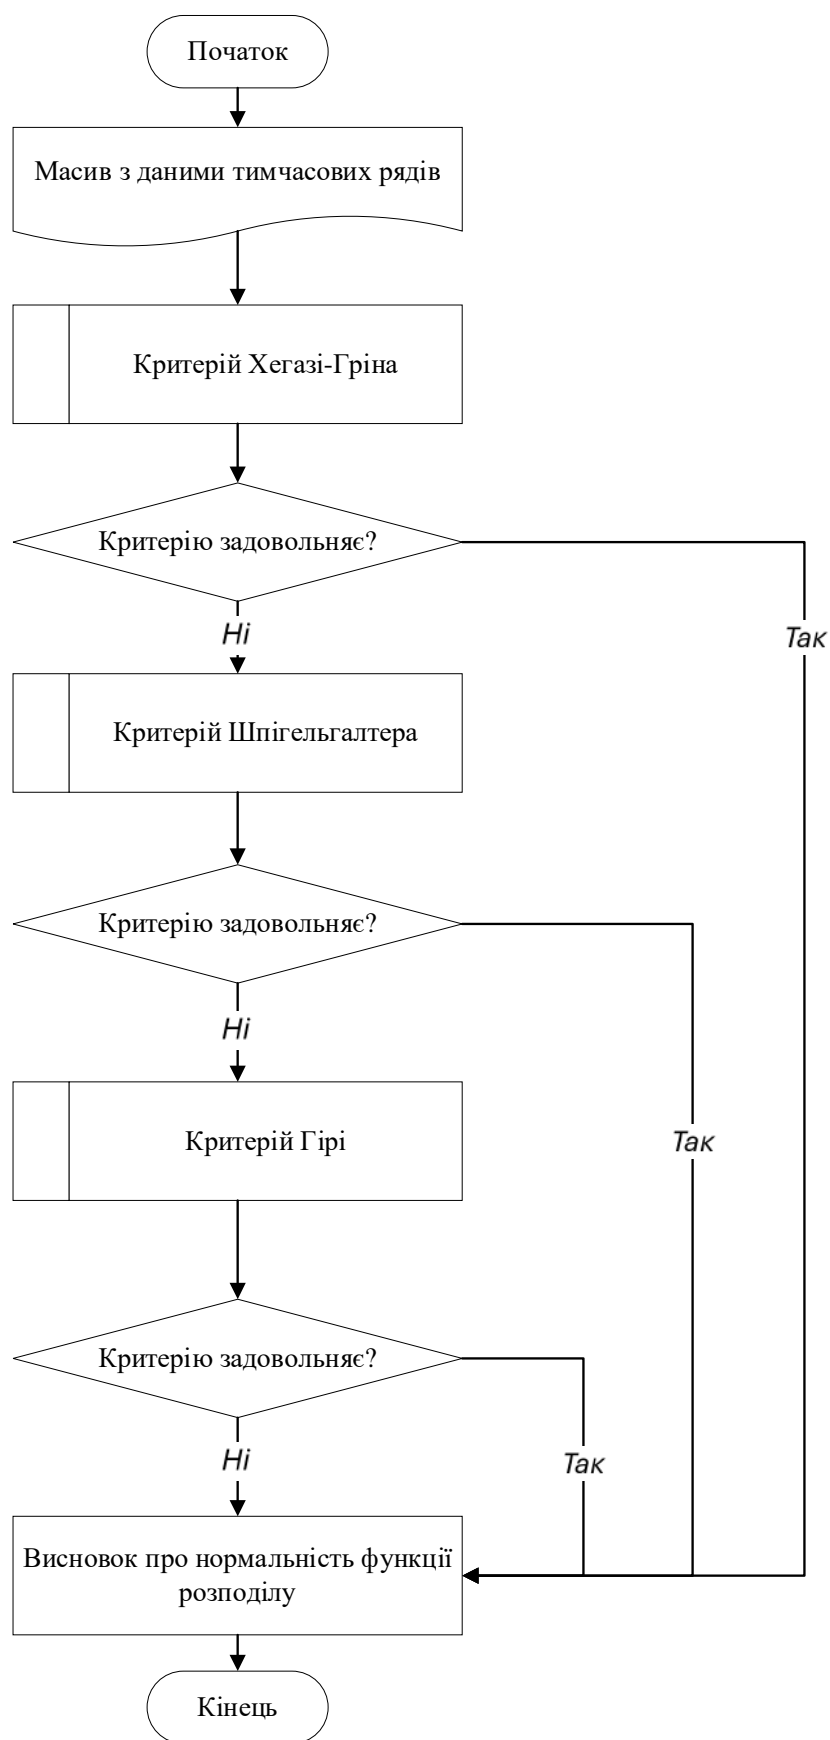 Початок
Масив з даними тимчасових рядів
Критерій Хегазі-Гріна
Критерію задовольняє?
Ні
Так
Критерій Шпігельгалтера
Критерію задовольняє?
Ні
Критерій Гірі
Так
Критерію задовольняє?
Ні
Так
Висновок про нормальність функції
розподілу
Кінець